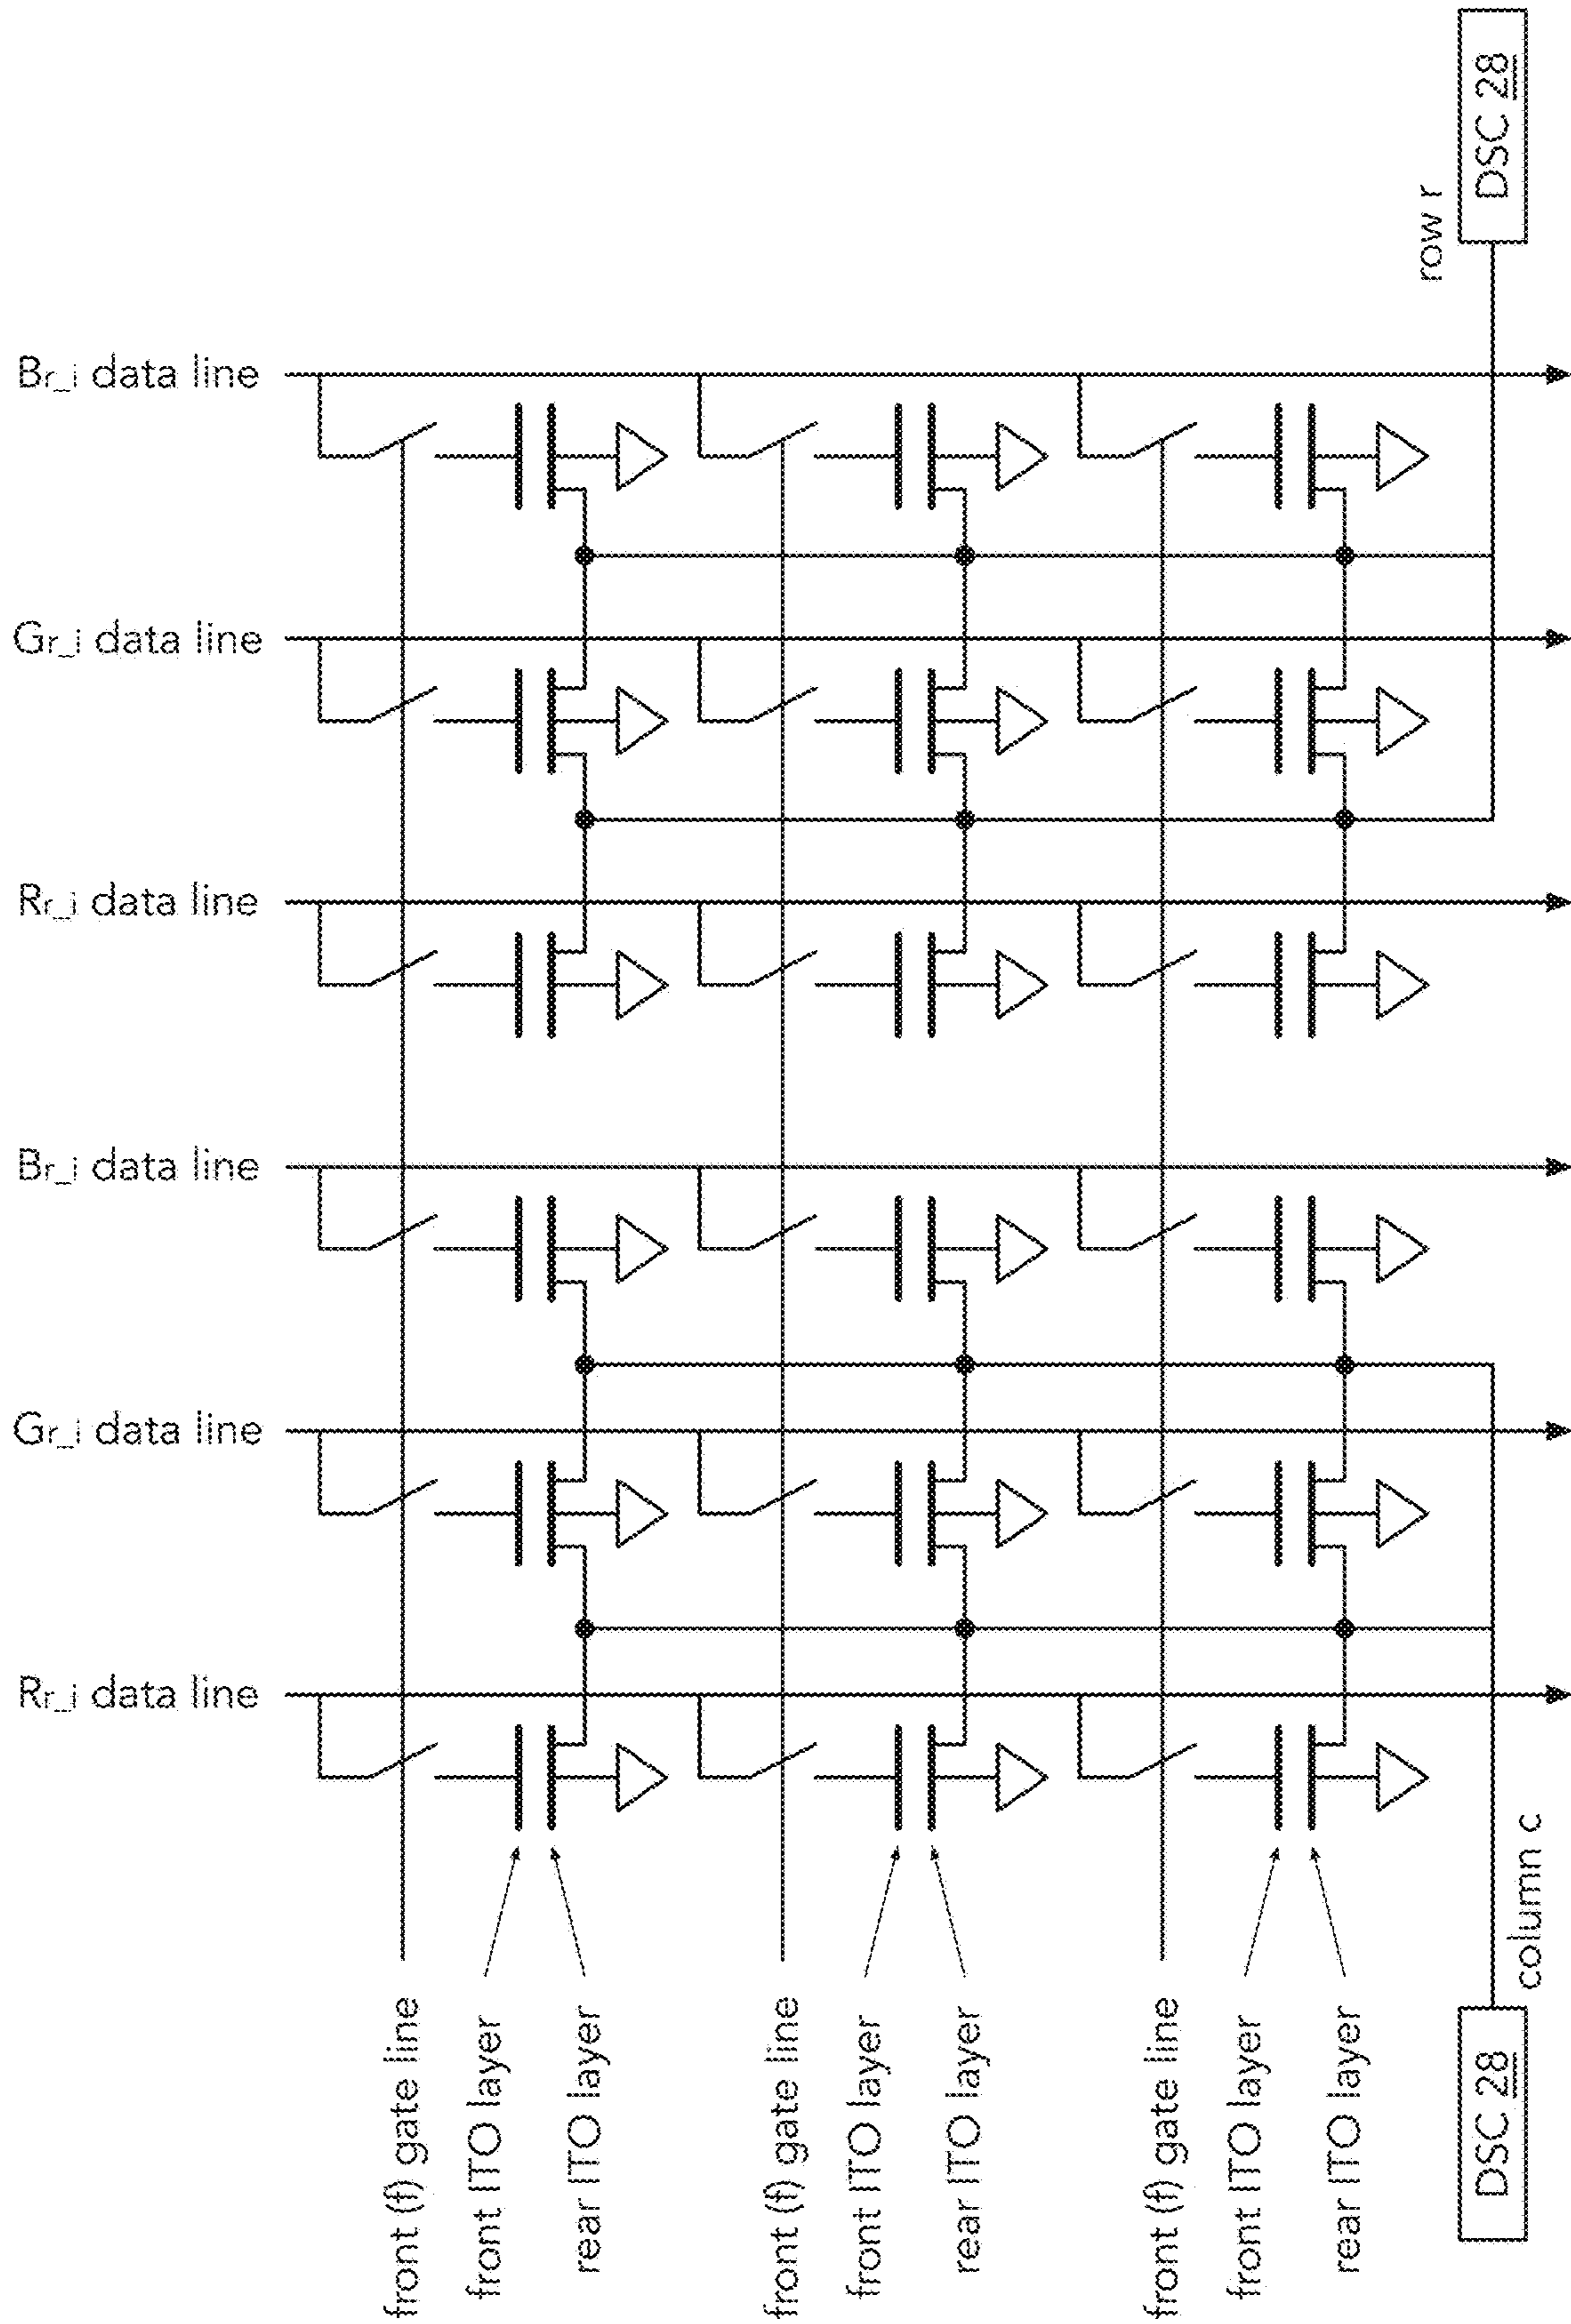 DSC 28
row r
Br_i data line
Gr_i data line
Rr_i data line
Br_i data line
Gr_i data line
Rr_i data line
front (f) gate line
front ITO layer
rear ITO layer
front (f) gate line
front ITO layer
rear ITO layer
front (f) gate line
front ITO layer
rear ITO layer
column c
DSC 28